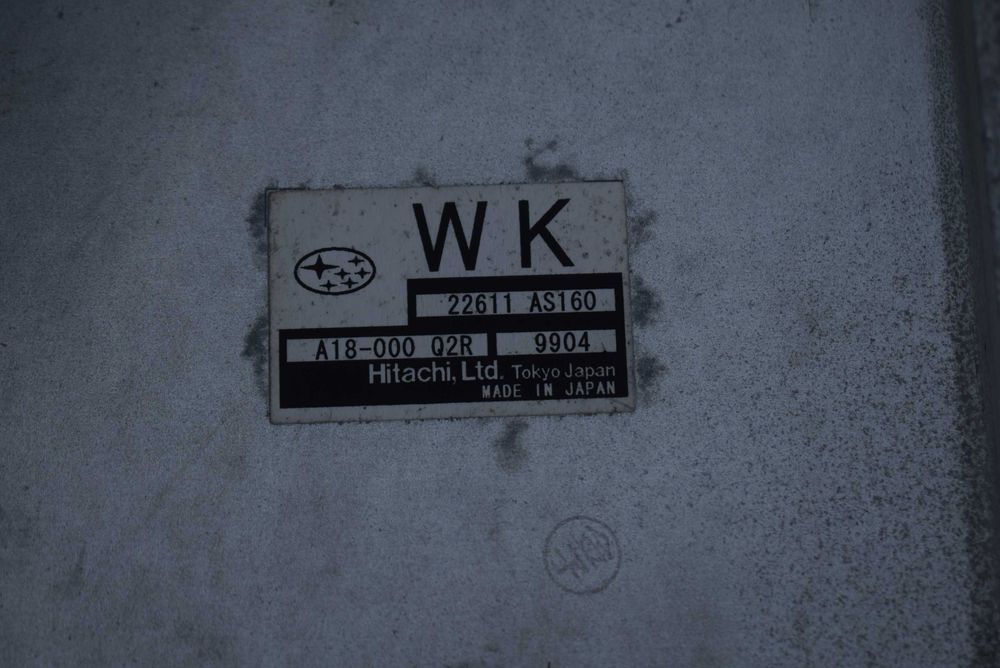 WK
22611 AS160
A18-000 Q2R 9904
Hitachi, Ltd. Tokyo Japan
MADE IN JAPAN